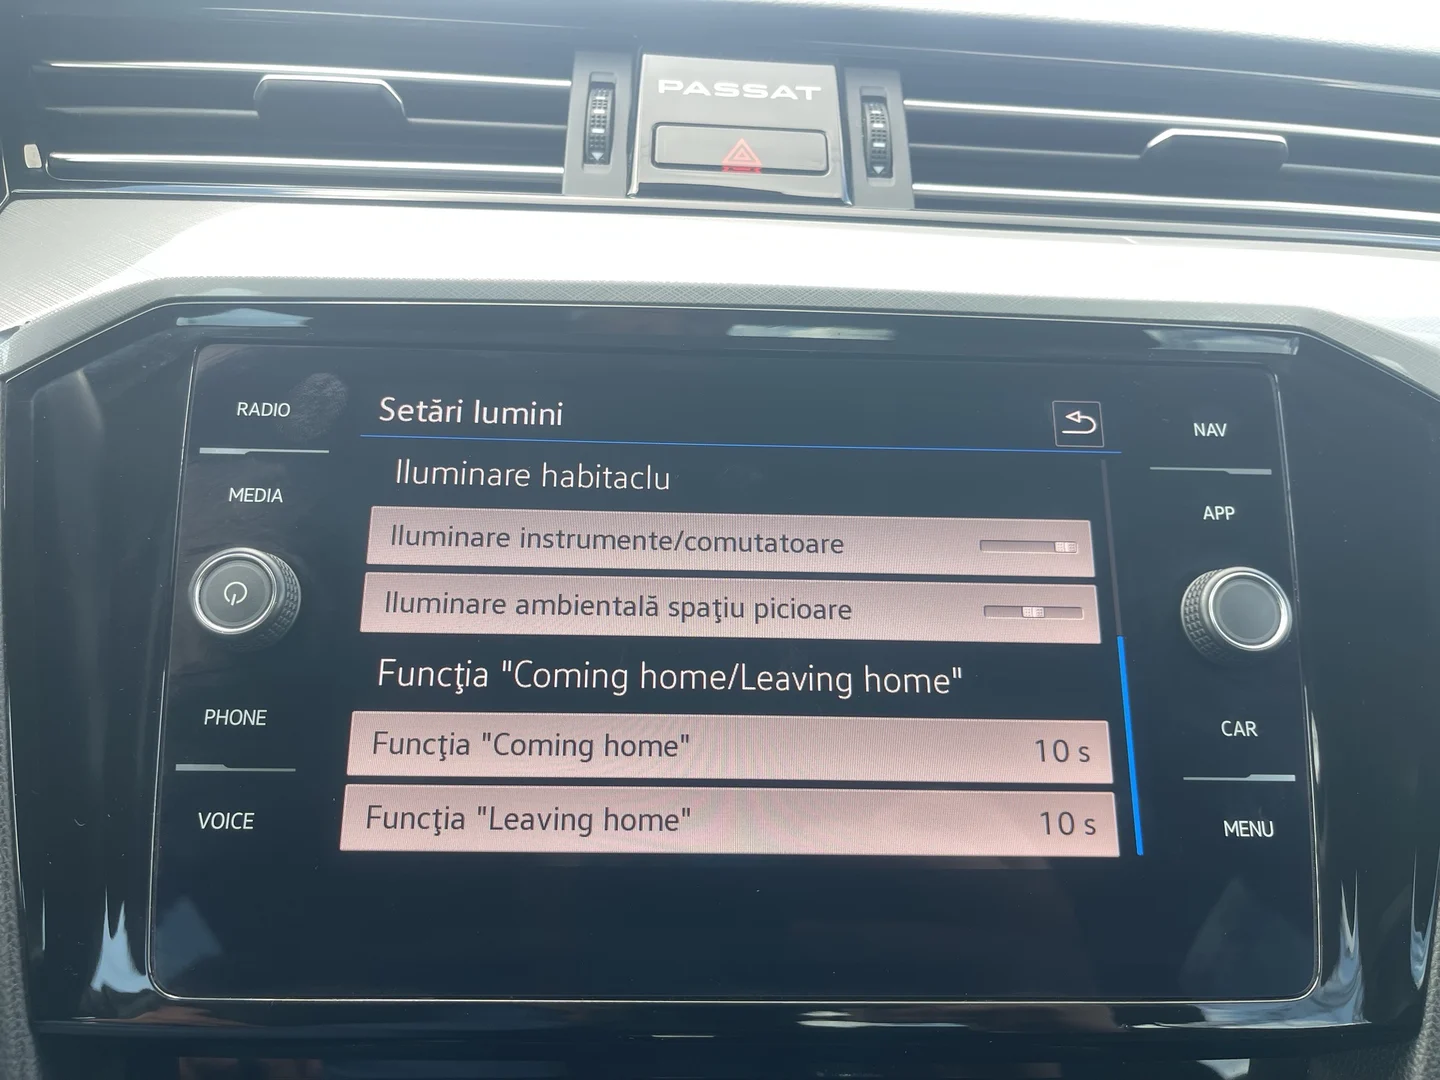 PASSAT
RADIO
MEDIA
PHONE
VOICE
Setări lumini
Iluminare habitaclu
Iluminare instrumente/comutatoare
Iluminare ambientală spaţiu picioare
Funcţia "Coming home/Leaving home"
Funcţia "Coming home" 10 s
Funcţia "Leaving home" 10 s
NAV
APP
CAR
MENU